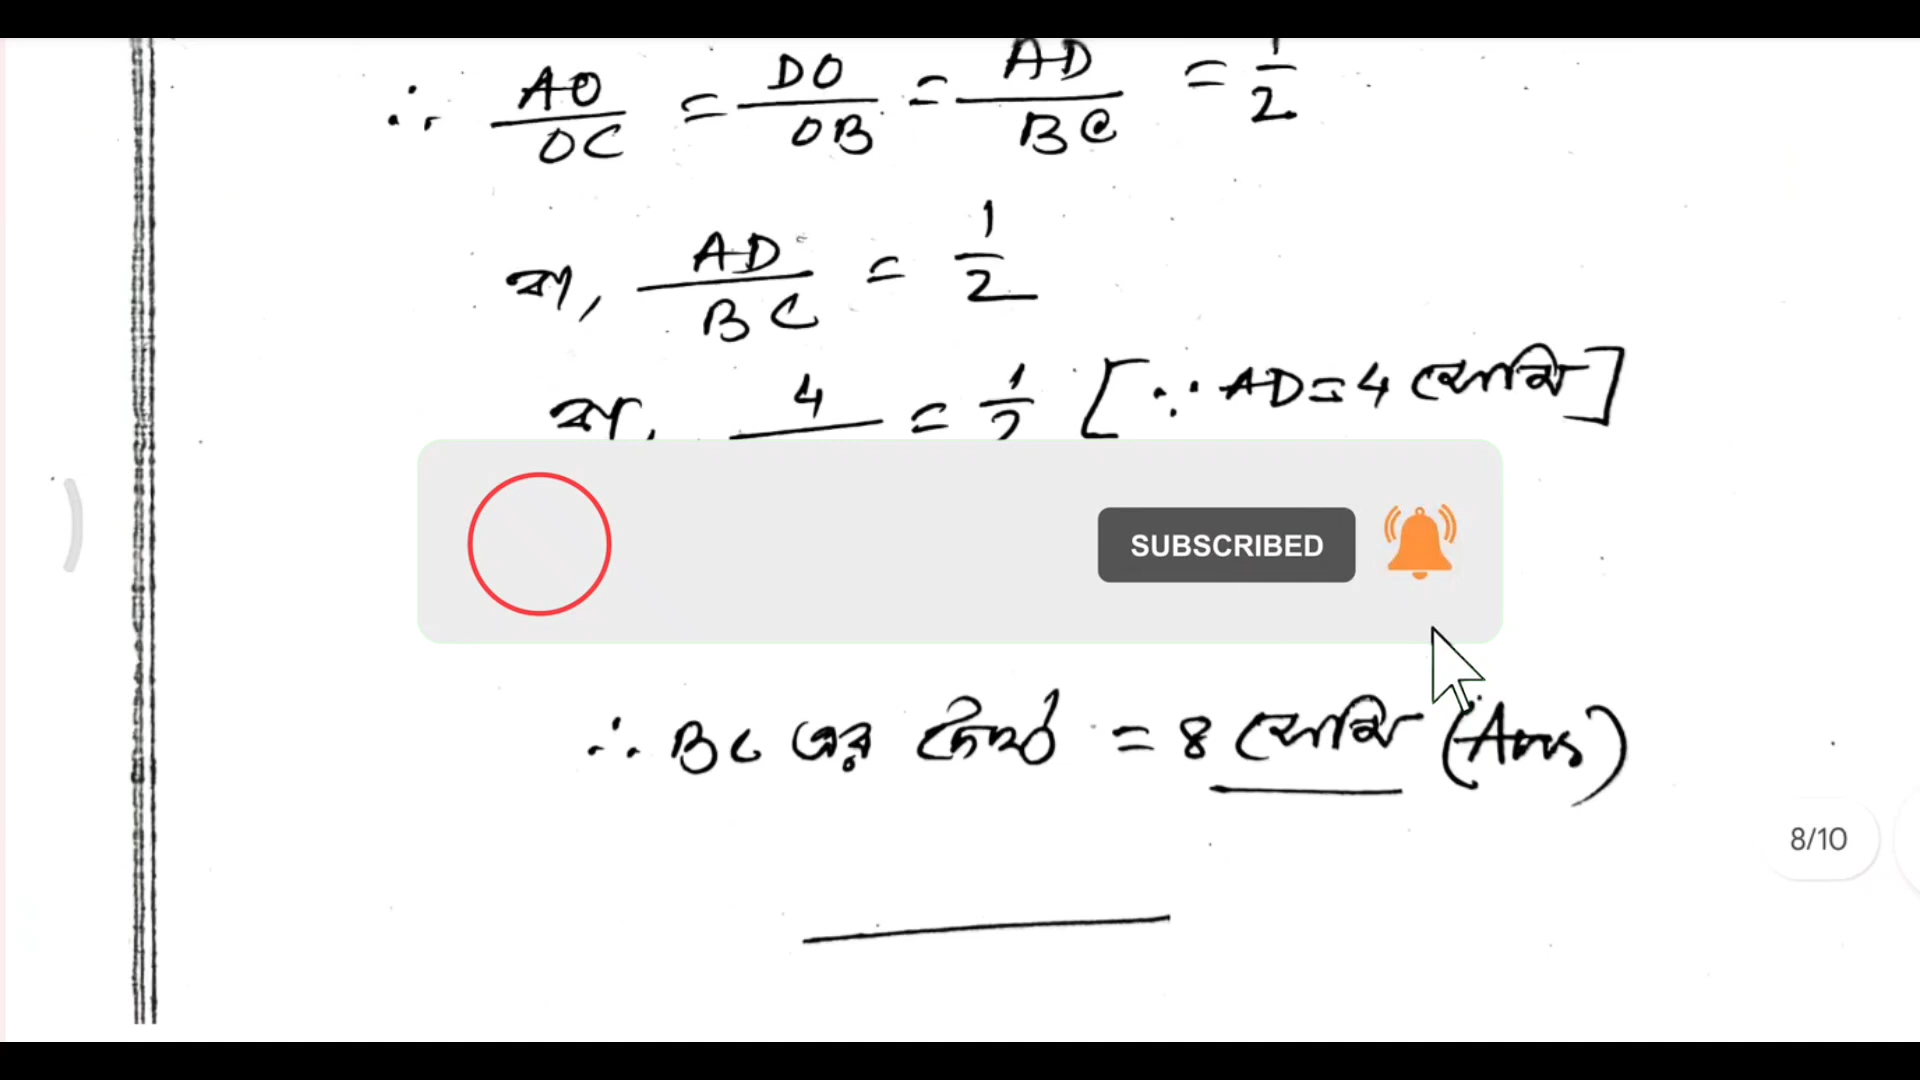 ∴ AO/OC = DO/OB = AD/BC = 1/2
বা, AD/BC = 1/2
বা, 4 = 1/2 [∵ AD = 4 সেমি]
SUBSCRIBED
∴ BC এর দৈর্ঘ্য = 8 সেমি (Ans)
8/10